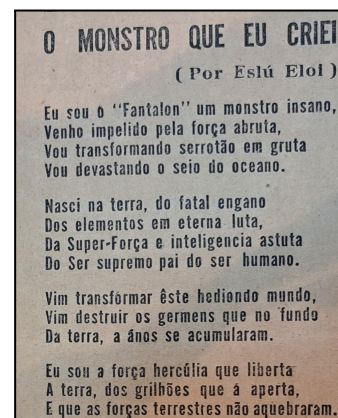 O MONSTRO QUE EU CRIEI
( Por Eslú Eloi )
Eu sou o "Fantalon" um monstro insano,
Venho impelido pela força abruta,
Vou transformando serrotão em gruta
Vou devastando o seio do oceano.
Nasci na terra, do fatal engano
Dos elementos em eterna luta,
Da Super-Força e inteligencia astuta
Do Ser supremo pai do ser humano.
Vim transformar êste hediondo mundo,
Vim destruir os germens que no fundo
Da terra, a ános se acumularam.
Eu sou a força hercúlia que liberta
A terra, dos grilhões que á aperta,
E que as forças terrestres não aquebraram.